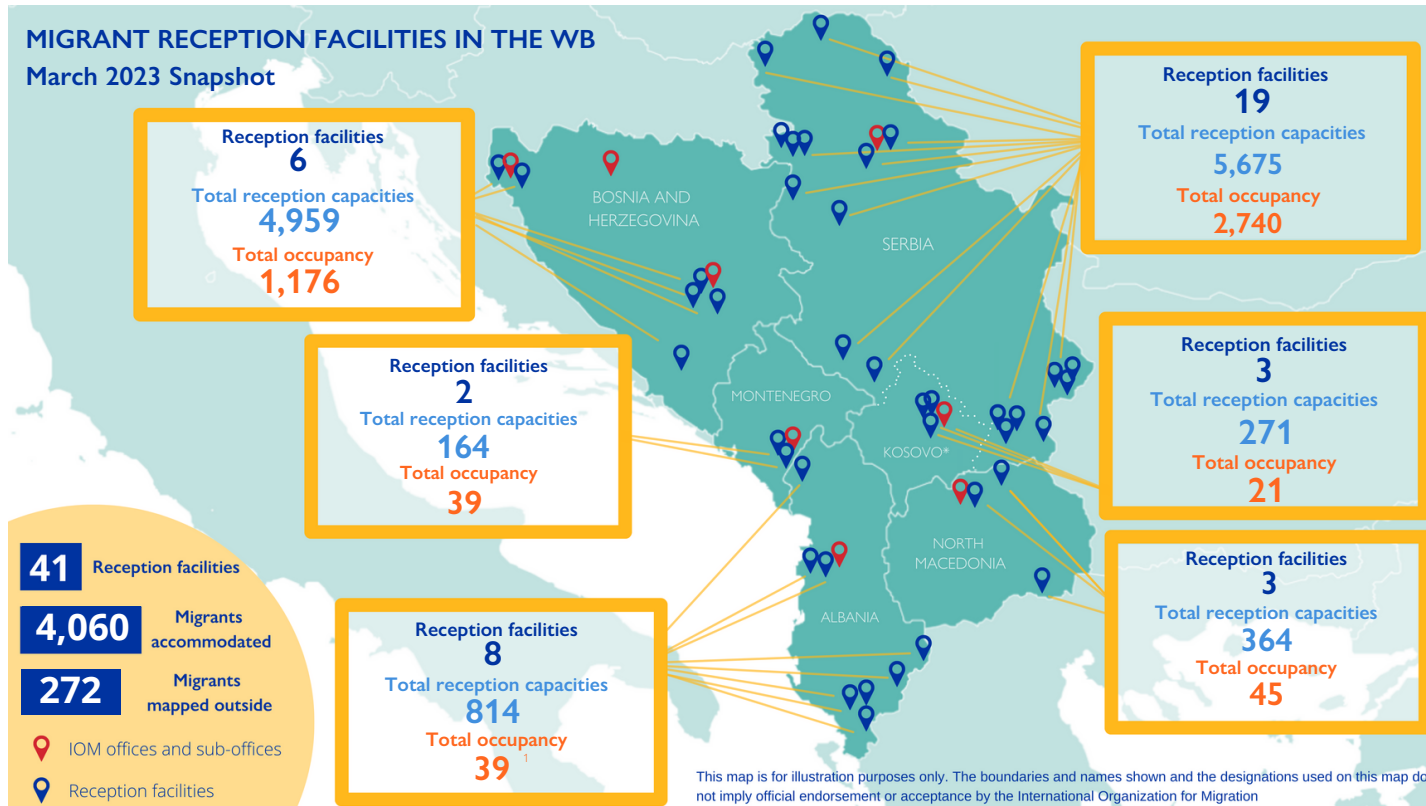 MIGRANT RECEPTION FACILITIES IN THE WB
March 2023 Snapshot
Reception facilities
6
Total reception capacities
4,959
Total occupancy
1,176
Reception facilities
19
Total reception capacities
5,675
Total occupancy
2,740
BOSNIA AND
HERZEGOVINA
SERBIA
Reception facilities
2
Total reception capacities
164
Total occupancy
39
Reception facilities
3
Total reception capacities
271
Total occupancy
21
MONTENEGRO
KOSOVO*
NORTH
MACEDONIA
ALBANIA
41 Reception facilities
4,060 Migrants
accommodated
272 Migrants
mapped outside
IOM offices and sub-offices
Reception facilities
Reception facilities
8
Total reception capacities
814
Total occupancy
39 1
Reception facilities
3
Total reception capacities
364
Total occupancy
45
This map is for illustration purposes only. The boundaries and names shown and the designations used on this map do
not imply official endorsement or acceptance by the International Organization for Migration